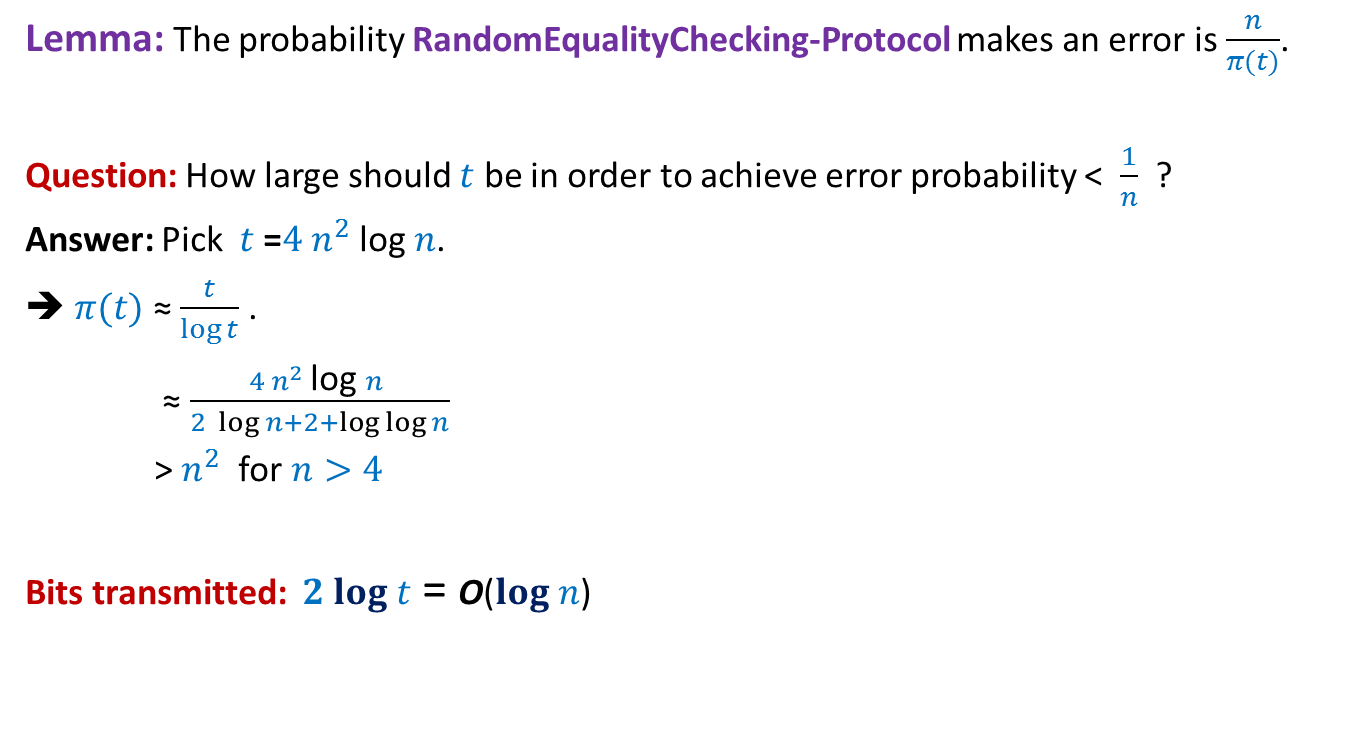 Lemma: The probability RandomEqualityChecking-Protocol makes an error is n/π(t).
Question: How large should t be in order to achieve error probability < 1/n ?
Answer: Pick t =4 n² log n.
➔ π(t) ≈ t/log t .
≈ 4 n² log n / 2 log n+2+log log n
> n² for n > 4
Bits transmitted: 2 log t = O(log n)